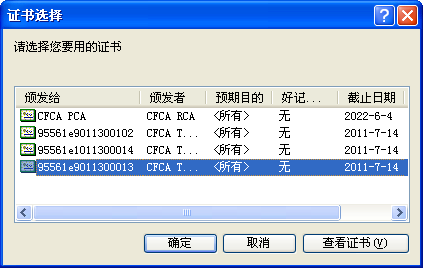 证书选择
请选择您要用的证书
颁发给 颁发者 预期目的 好记... 截止日期
CFCA PCA CFCA RCA <所有> 无 2022-6-4
95561e9011300102 CFCA T... <所有> 无 2011-7-14
95561e1011300014 CFCA T... <所有> 无 2011-7-14
95561e9011300013 CFCA T... <所有> 无 2011-7-14
确定 取消 查看证书(V)